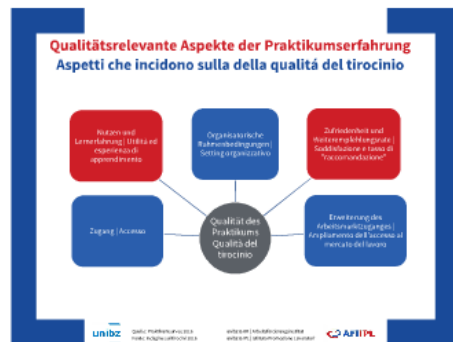 Qualitätsrelevante Aspekte der Praktikumserfahrung
Aspetti che incidono sulla della qualitá del tirocinio
Nutzen und
Lernerfahrung | Utilitá ed
esperienza di
apprendimento
Organisatorische
Rahmenbedingungen |
Setting organizzativo
Zufriedenheit und
Weiterempfehlungsrate |
Soddisfazione e tasso di
"raccomandazione"
Zugang | Accesso
Qualität des
Praktikums
Qualità del
tirocinio
Erweiterung des
Arbeitsmarktzuganges |
Ampliamento dell'accesso al
mercato del lavoro
unibz
AFI IPL